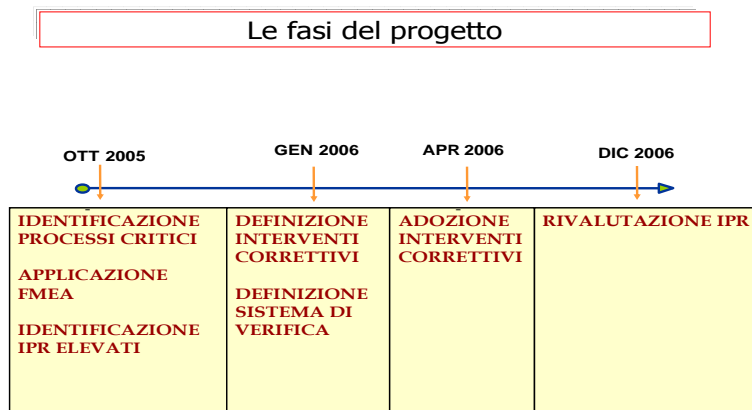 Le fasi del progetto
OTT 2005
GEN 2006
APR 2006
DIC 2006
IDENTIFICAZIONE
PROCESSI CRITICI
APPLICAZIONE
FMEA
IDENTIFICAZIONE
IPR ELEVATI
DEFINIZIONE
INTERVENTI
CORRETTIVI
DEFINIZIONE
SISTEMA DI
VERIFICA
ADOZIONE
INTERVENTI
CORRETTIVI
RIVALUTAZIONE IPR